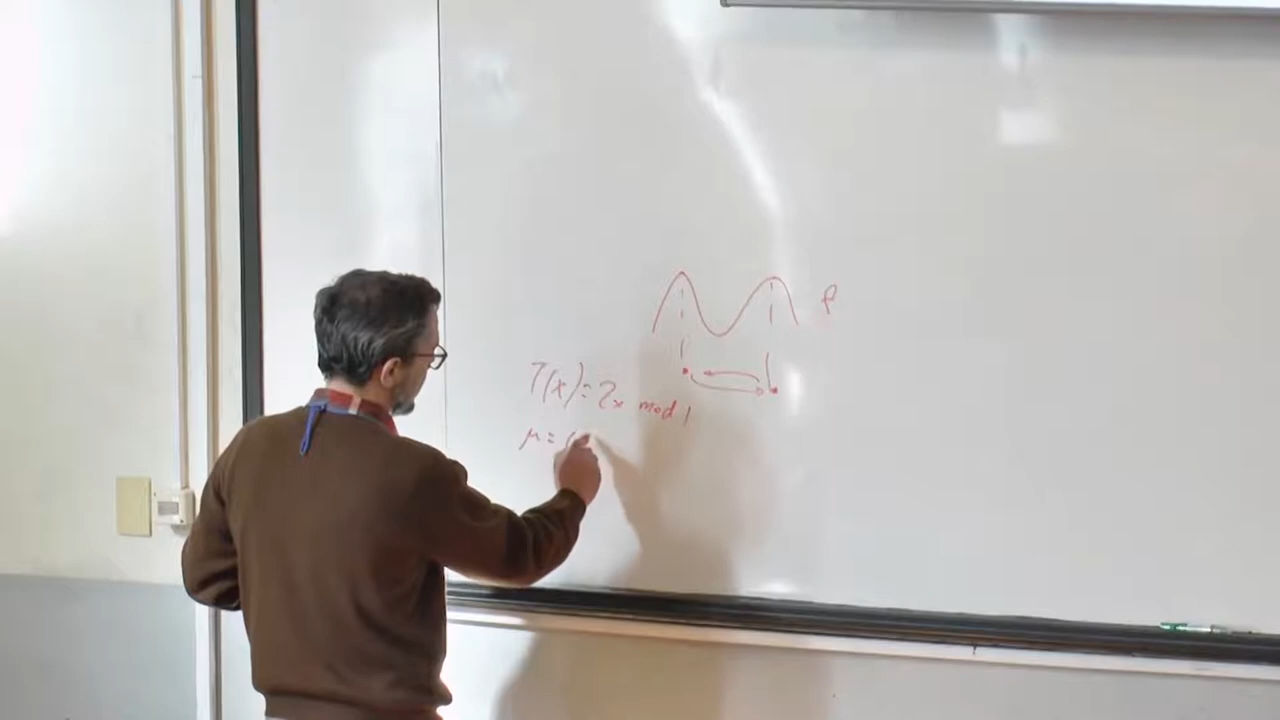 f
T(x)= 2x mod 1
μ = (